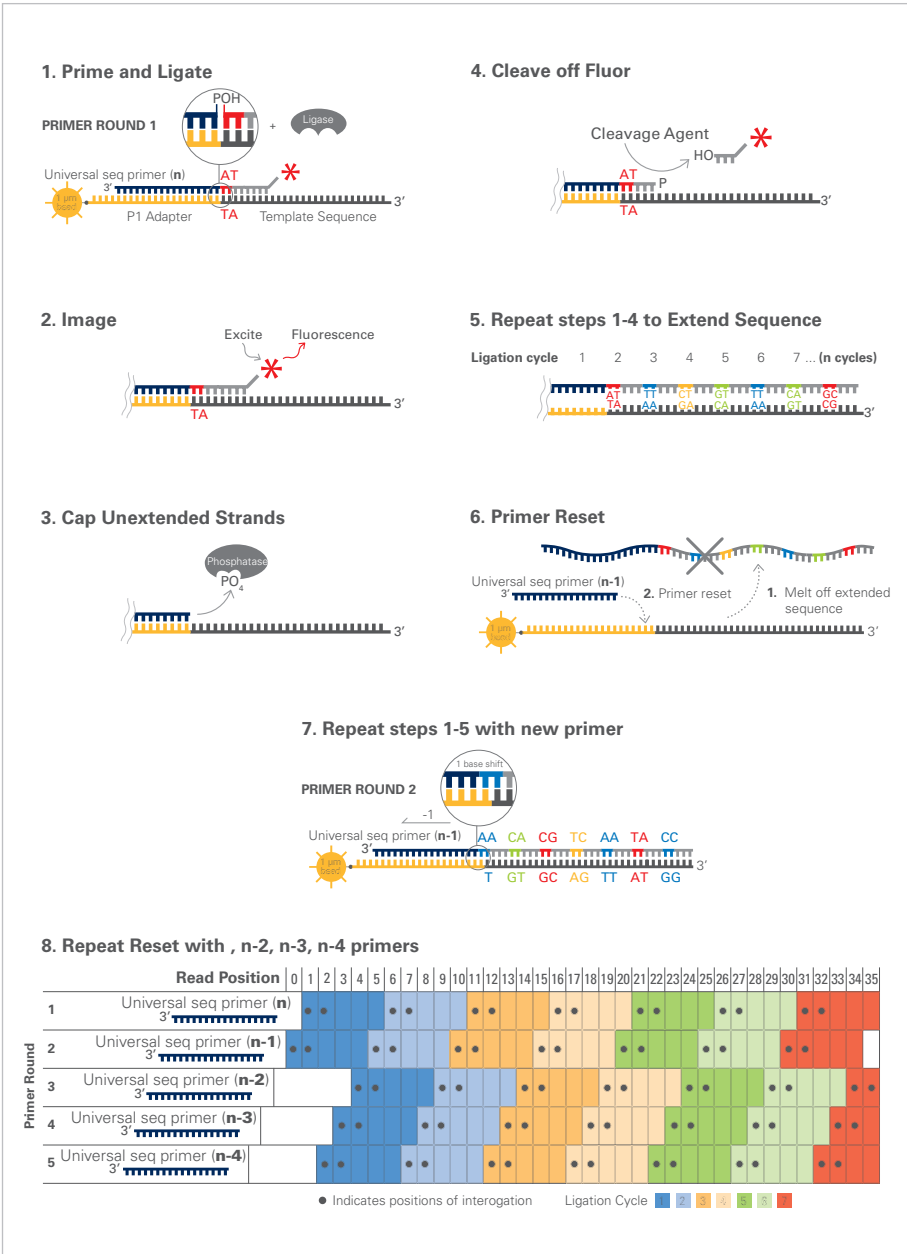 1. Prime and Ligate
PRIMER ROUND 1
POH
+
Ligase
Universal seq primer (n)
3′
AT
1 µm
bead
P1 Adapter
TA
Template Sequence
3′
2. Image
Excite
Fluorescence
TA
3′
3. Cap Unextended Strands
Phosphatase
PO4
3′
4. Cleave off Fluor
Cleavage Agent
HO
AT
P
TA
3′
5. Repeat steps 1-4 to Extend Sequence
Ligation cycle 1 2 3 4 5 6 7 ... (n cycles)
AT TT CT GT TT CA GC
TA AA GA CA AA GT CG
3′
6. Primer Reset
Universal seq primer (n-1)
3′
2. Primer reset
1. Melt off extended
sequence
1 µm
bead
3′
7. Repeat steps 1-5 with new primer
1 base shift
PRIMER ROUND 2
-1
Universal seq primer (n-1)
AA CA CG TC AA TA CC
3′
1 µm
bead
3′
T GT GC AG TT AT GG
8. Repeat Reset with , n-2, n-3, n-4 primers
Read Position 0 1 2 3 4 5 6 7 8 9 10 11 12 13 14 15 16 17 18 19 20 21 22 23 24 25 26 27 28 29 30 31 32 33 34 35
Primer Round
1 Universal seq primer (n)
3′
2 Universal seq primer (n-1)
3′
3 Universal seq primer (n-2)
3′
4 Universal seq primer (n-3)
3′
5 Universal seq primer (n-4)
3′
● Indicates positions of interogation Ligation Cycle 1 2 3 4 5 6 7